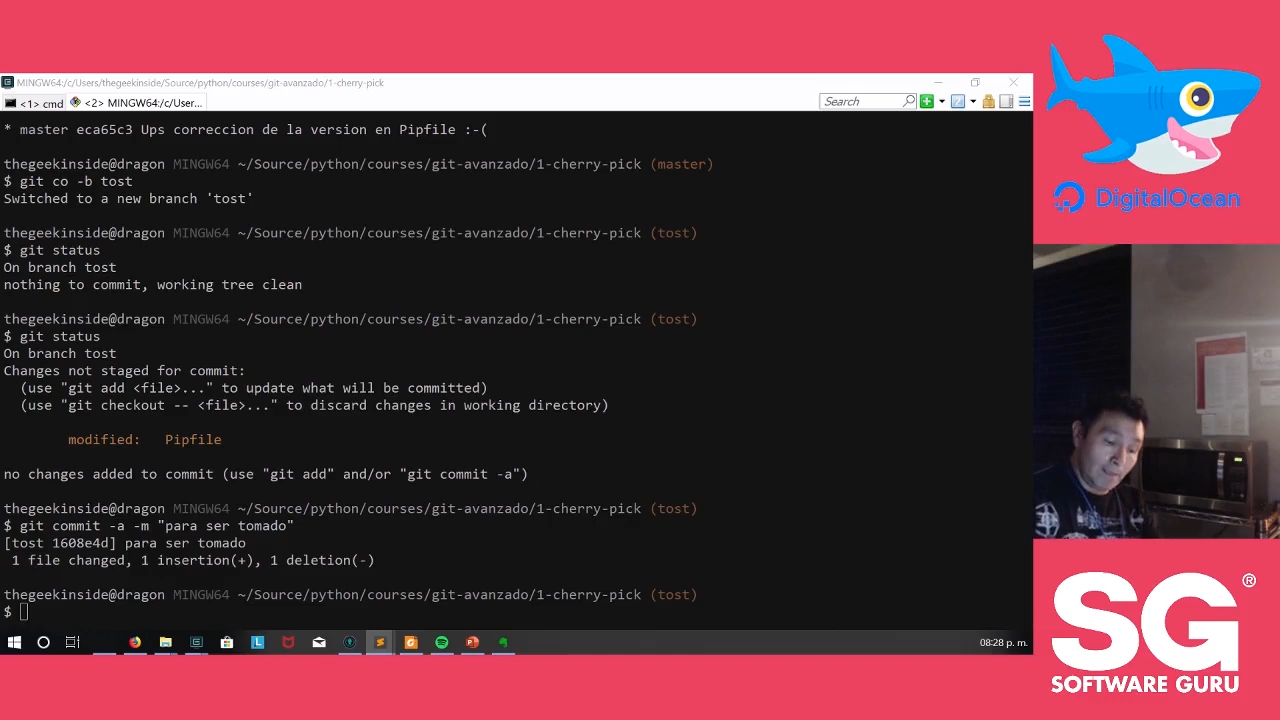 MINGW64:/c/Users/thegeekinside/Source/python/courses/git-avanzado/1-cherry-pick
<1> cmd
<2> MINGW64:/c/User...
Search
* master eca65c3 Ups correccion de la version en Pipfile :-(
thegeekinside@dragon MINGW64 ~/Source/python/courses/git-avanzado/1-cherry-pick (master)
$ git co -b tost
Switched to a new branch 'tost'
thegeekinside@dragon MINGW64 ~/Source/python/courses/git-avanzado/1-cherry-pick (tost)
$ git status
On branch tost
nothing to commit, working tree clean
thegeekinside@dragon MINGW64 ~/Source/python/courses/git-avanzado/1-cherry-pick (tost)
$ git status
On branch tost
Changes not staged for commit:
(use "git add <file>..." to update what will be committed)
(use "git checkout -- <file>..." to discard changes in working directory)
modified: Pipfile
no changes added to commit (use "git add" and/or "git commit -a")
thegeekinside@dragon MINGW64 ~/Source/python/courses/git-avanzado/1-cherry-pick (tost)
$ git commit -a -m "para ser tomado"
[tost 1608e4d] para ser tomado
1 file changed, 1 insertion(+), 1 deletion(-)
thegeekinside@dragon MINGW64 ~/Source/python/courses/git-avanzado/1-cherry-pick (tost)
$
08:28 p. m.
DigitalOcean
SG®
SOFTWARE GURU